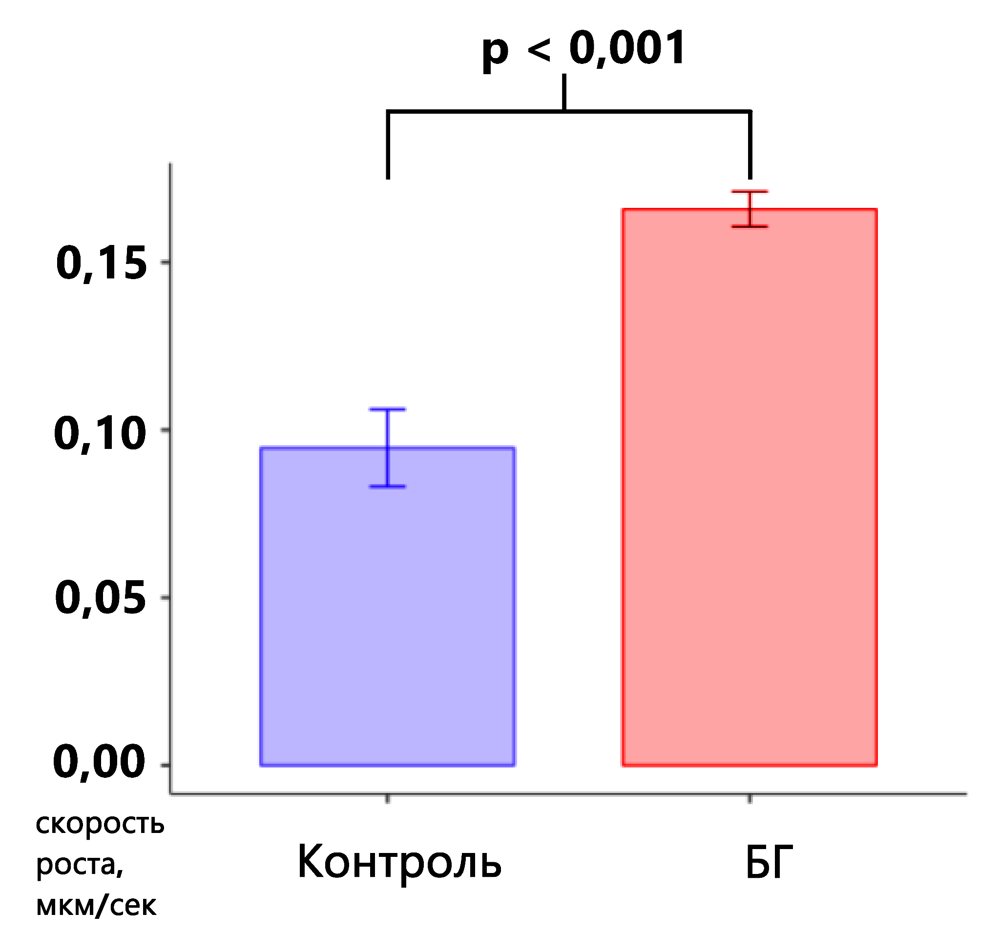 p < 0,001
0,15
0,10
0,05
0,00
скорость
роста,
мкм/сек
Контроль
БГ